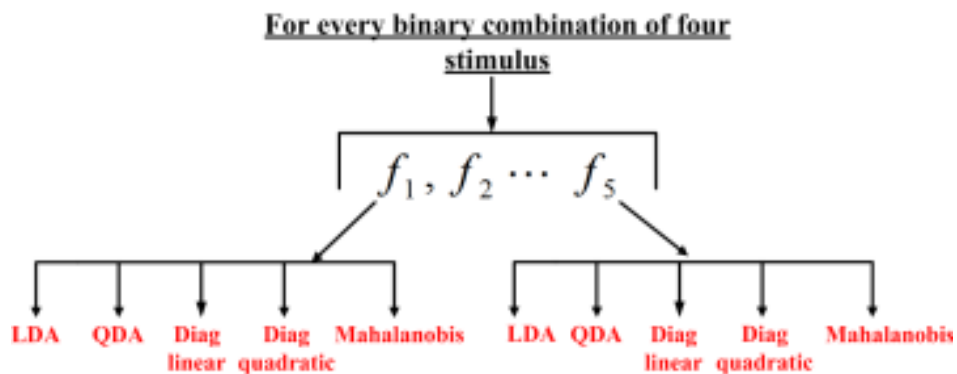 For every binary combination of four
stimulus
f₁, f₂ ··· f₅
LDA QDA Diag Diag Mahalanobis LDA QDA Diag Diag Mahalanobis
linear quadratic linear quadratic